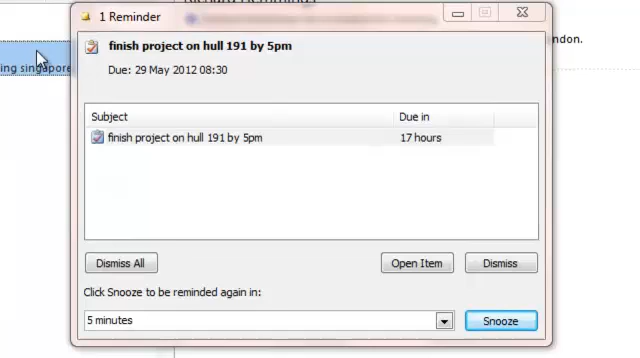 1 Reminder
finish project on hull 191 by 5pm
Due: 29 May 2012 08:30
ndon.
ing singapore
Subject Due in
finish project on hull 191 by 5pm 17 hours
Dismiss All Open Item Dismiss
Click Snooze to be reminded again in:
5 minutes Snooze